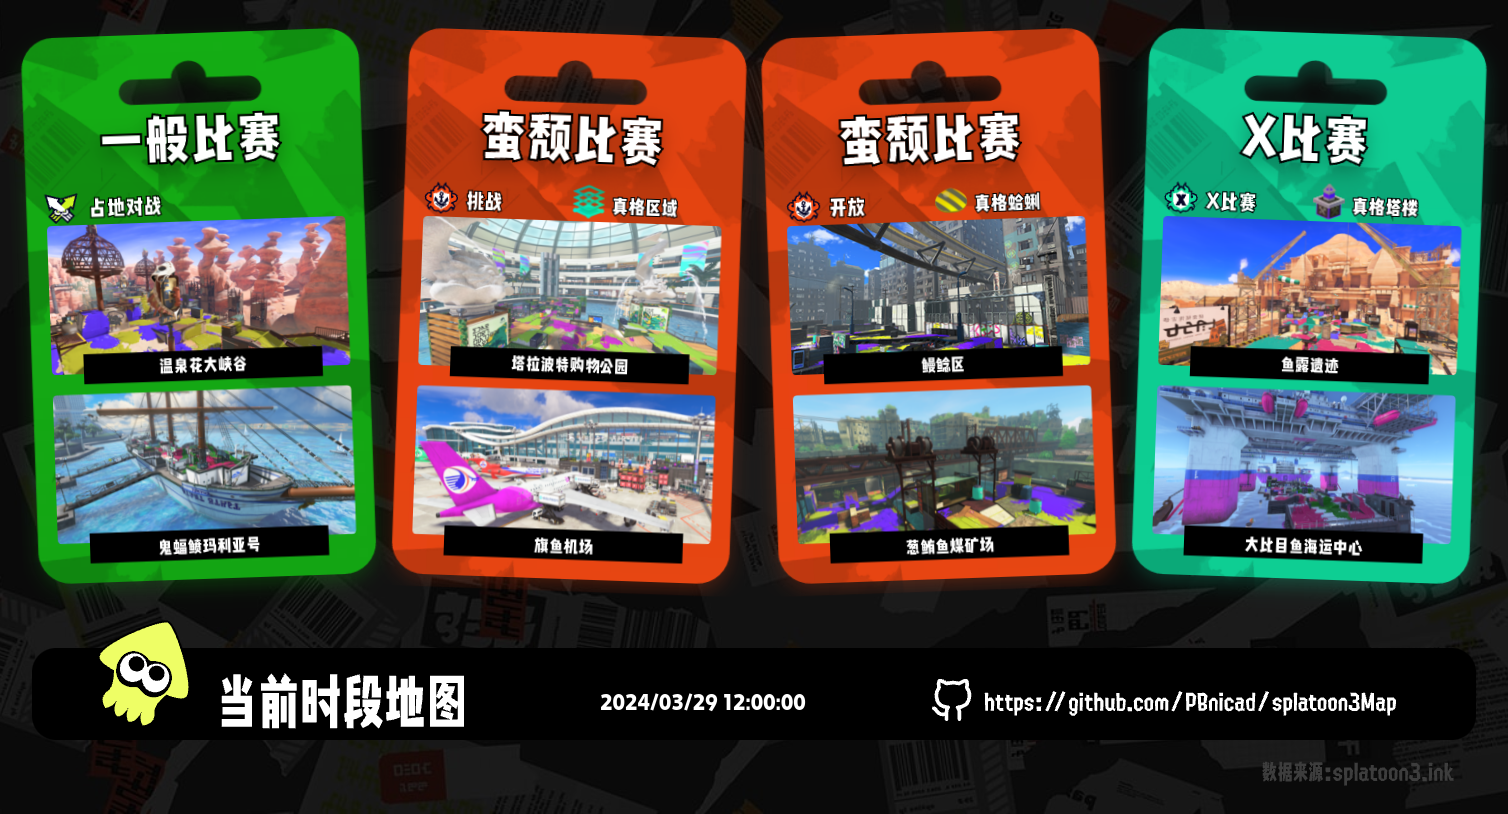 一般比赛
占地对战
温泉花大峡谷
鬼蝠鲼玛利亚号
蛮颓比赛
挑战
真格区域
塔拉波特购物公园
旗鱼机场
蛮颓比赛
开放
真格蛤蜊
鳗鲶区
葱鲔鱼煤矿场
X比赛
X比赛
真格塔楼
鱼露遗迹
大比目鱼海运中心
当前时段地图
2024/03/29 12:00:00
https://github.com/PBnicad/splatoon3Map
数据来源:splatoon3.ink